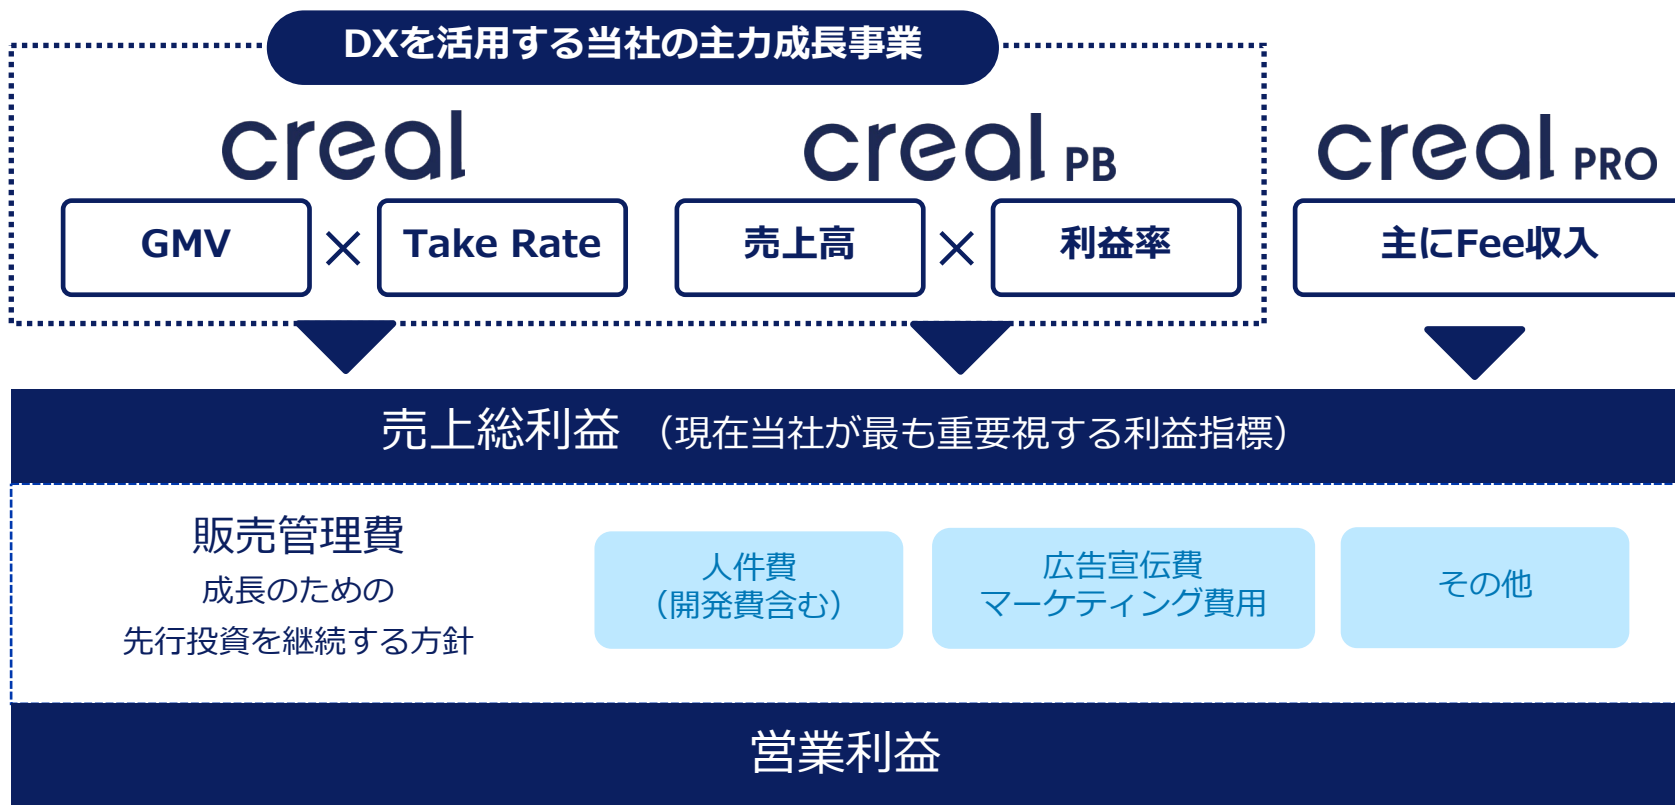 DXを活用する当社の主力成長事業
creal
creal PB
creal PRO
GMV × Take Rate
売上高 × 利益率
主にFee収入
売上総利益 （現在当社が最も重要視する利益指標）
販売管理費
成長のための
先行投資を継続する方針
人件費
（開発費含む）
広告宣伝費
マーケティング費用
その他
営業利益